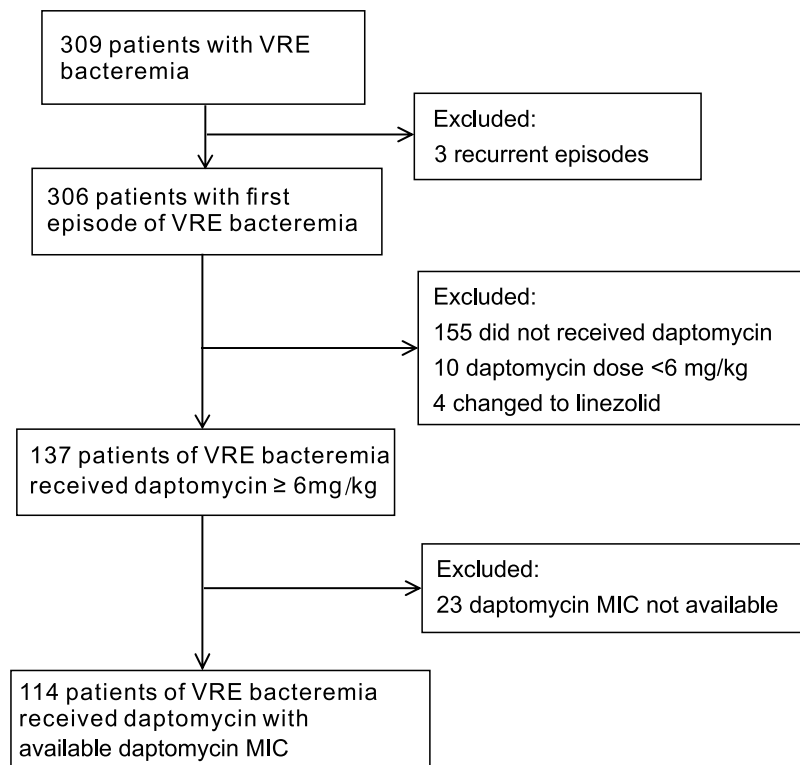 309 patients with VRE
bacteremia
Excluded:
3 recurrent episodes
306 patients with first
episode of VRE bacteremia
Excluded:
155 did not received daptomycin
10 daptomycin dose <6 mg/kg
4 changed to linezolid
137 patients of VRE bacteremia
received daptomycin ≥ 6mg/kg
Excluded:
23 daptomycin MIC not available
114 patients of VRE bacteremia
received daptomycin with
available daptomycin MIC